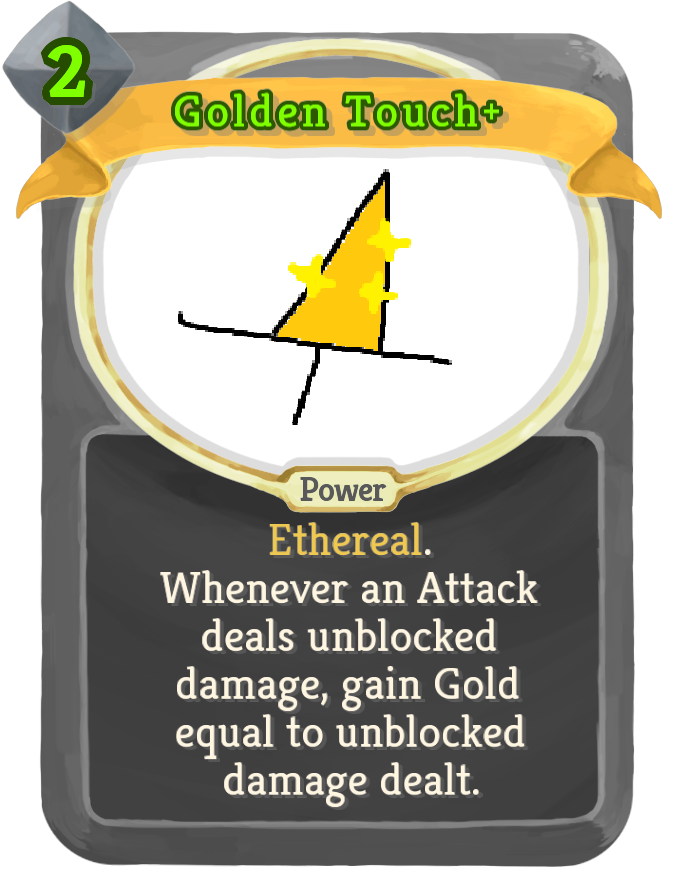 2
Golden Touch+
Power
Ethereal.
Whenever an Attack
deals unblocked
damage, gain Gold
equal to unblocked
damage dealt.